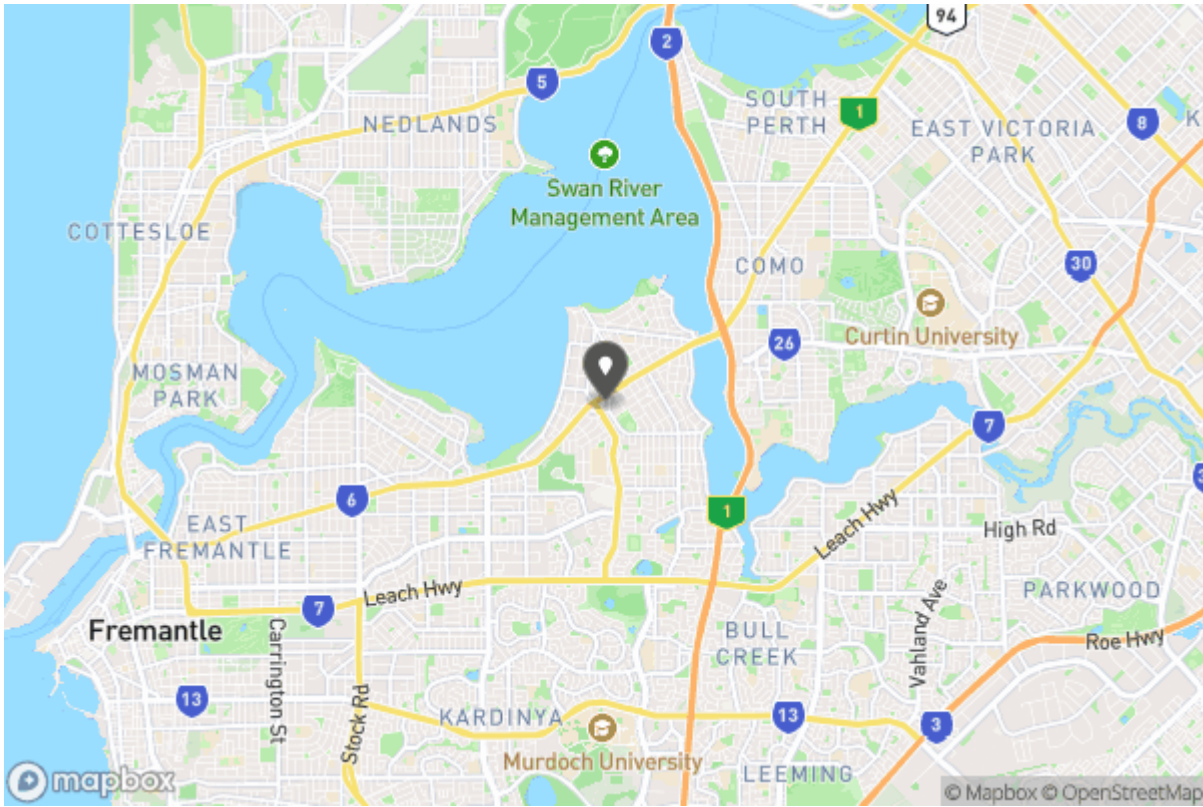 94
2
5
NEDLANDS
SOUTH
PERTH
1
EAST VICTORIA
PARK
8
K
Swan River
Management Area
COTTESLOE
COMO
30
Curtin University
26
MOSMAN
PARK
7
6
1
EAST
FREMANTLE
Leach Hwy
High Rd
Leach Hwy
PARKWOOD
7
Fremantle
Carrington St
Vahland Ave
BULL
CREEK
Roe Hwy
13
Stock Rd
KARDINYA
13
3
Murdoch University
LEEMING
mapbox
© Mapbox © OpenStreetMap